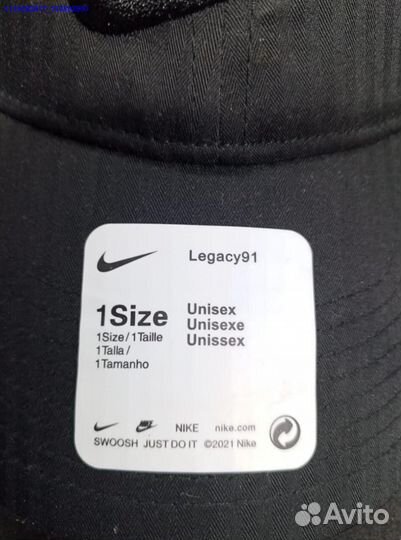 Legacy91
1Size
1Size/1Taille
1Talla/
1Tamanho
Unisex
Unisexe
Unissex
NIKE nike.com
SWOOSH JUST DO IT ©2021 Nike
Avito